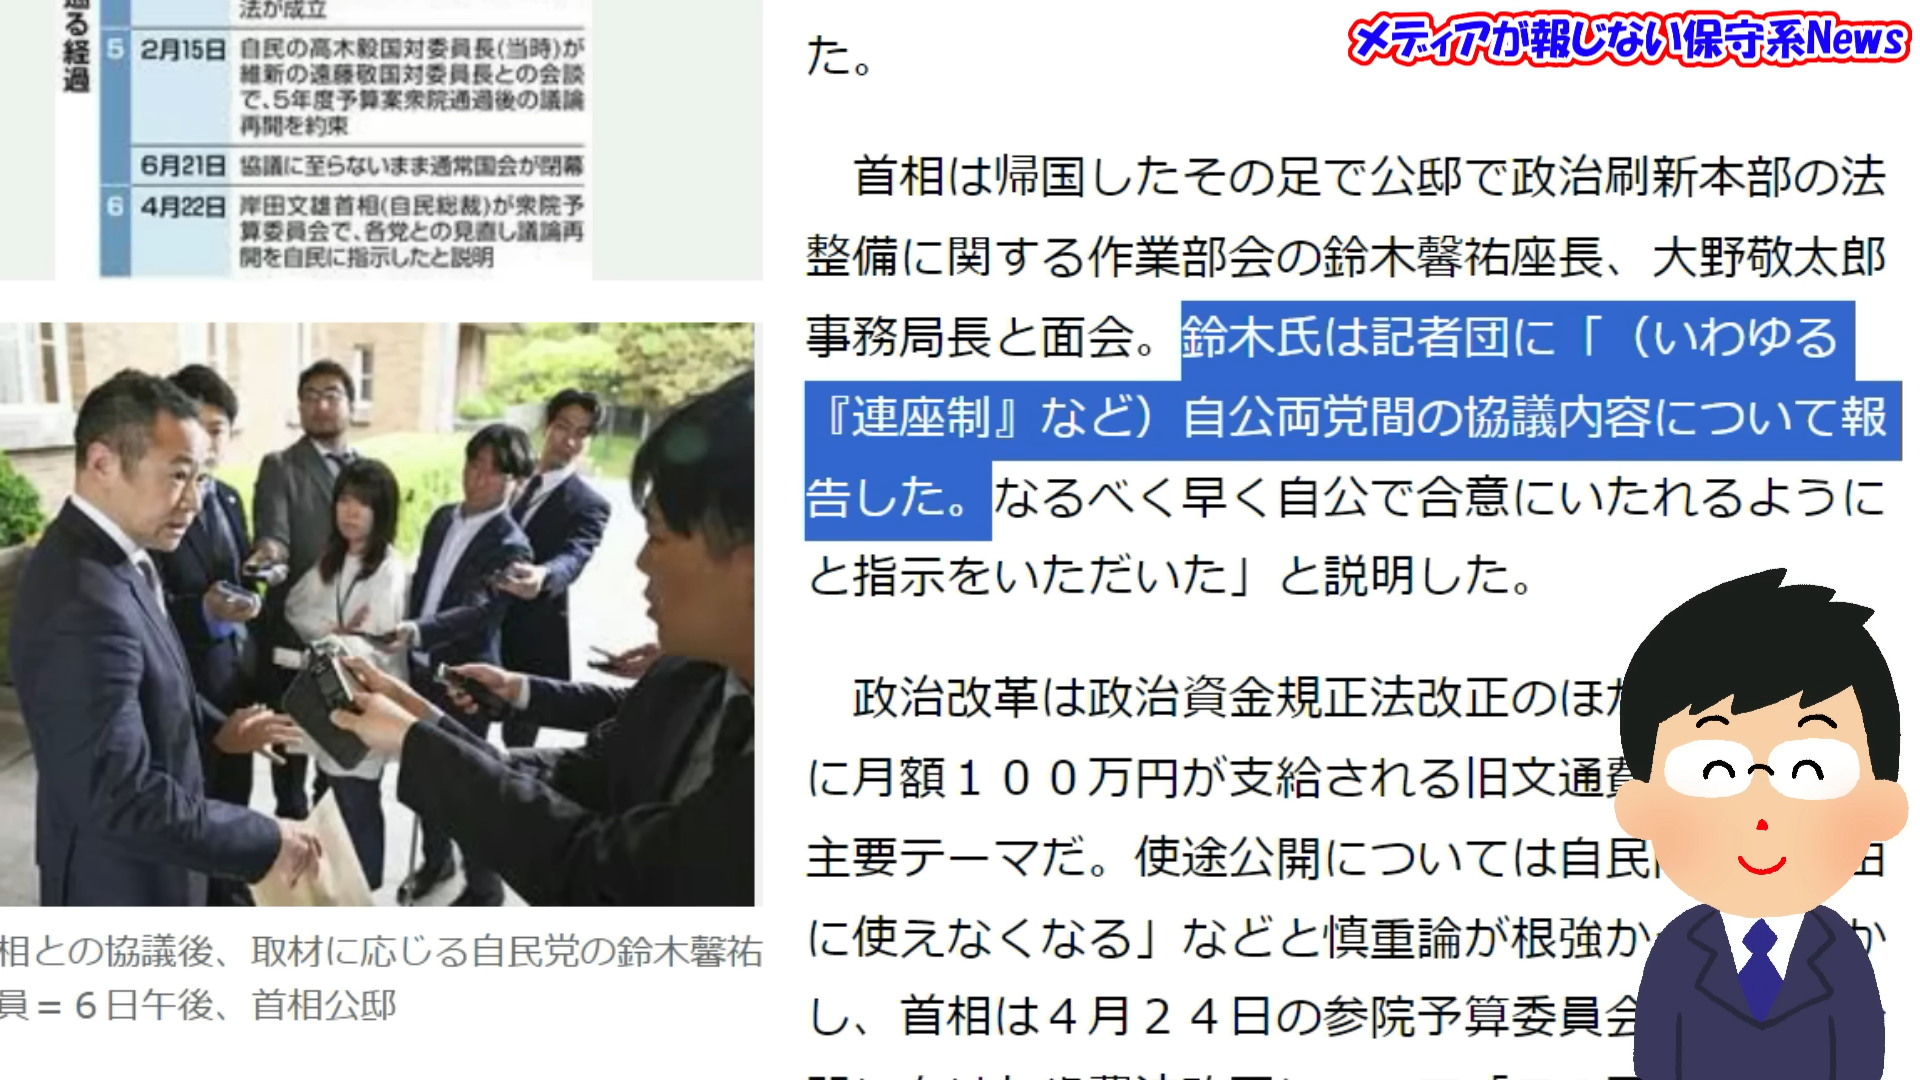 法が成立
る経過
5 2月15日 自民の高木毅国対委員長(当時)が
維新の遠藤敬国対委員長との会談
で、5年度予算案衆院通過後の議論
再開を約束
6月21日 協議に至らないまま通常国会が閉幕
6 4月22日 岸田文雄首相(自民総裁)が衆院予
算委員会で、各党との見直し議論再
開を自民に指示したと説明
相との協議後、取材に応じる自民党の鈴木馨祐
員=6日午後、首相公邸
メディアが報じない保守系News
た。
首相は帰国したその足で公邸で政治刷新本部の法
整備に関する作業部会の鈴木馨祐座長、大野敬太郎
事務局長と面会。鈴木氏は記者団に「(いわゆる
『連座制』など)自公両党間の協議内容について報
告した。なるべく早く自公で合意にいたれるように
と指示をいただいた」と説明した。
政治改革は政治資金規正法改正のほか
に月額100万円が支給される旧文通費
主要テーマだ。使途公開については自民
に使えなくなる」などと慎重論が根強か
し、首相は4月24日の参院予算委員会